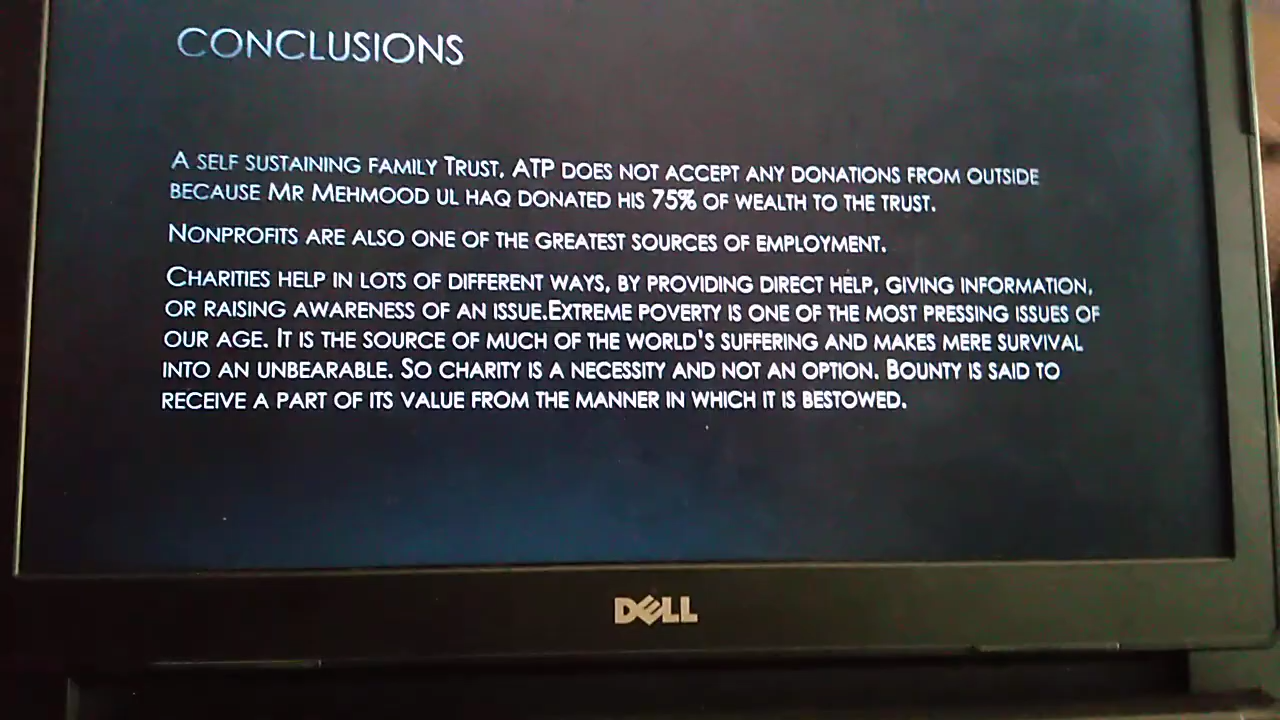 CONCLUSIONS
A SELF SUSTAINING FAMILY TRUST, ATP DOES NOT ACCEPT ANY DONATIONS FROM OUTSIDE
BECAUSE MR MEHMOOD UL HAQ DONATED HIS 75% OF WEALTH TO THE TRUST.
NONPROFITS ARE ALSO ONE OF THE GREATEST SOURCES OF EMPLOYMENT.
CHARITIES HELP IN LOTS OF DIFFERENT WAYS, BY PROVIDING DIRECT HELP, GIVING INFORMATION,
OR RAISING AWARENESS OF AN ISSUE.EXTREME POVERTY IS ONE OF THE MOST PRESSING ISSUES OF
OUR AGE. IT IS THE SOURCE OF MUCH OF THE WORLD'S SUFFERING AND MAKES MERE SURVIVAL
INTO AN UNBEARABLE. SO CHARITY IS A NECESSITY AND NOT AN OPTION. BOUNTY IS SAID TO
RECEIVE A PART OF ITS VALUE FROM THE MANNER IN WHICH IT IS BESTOWED.
DELL